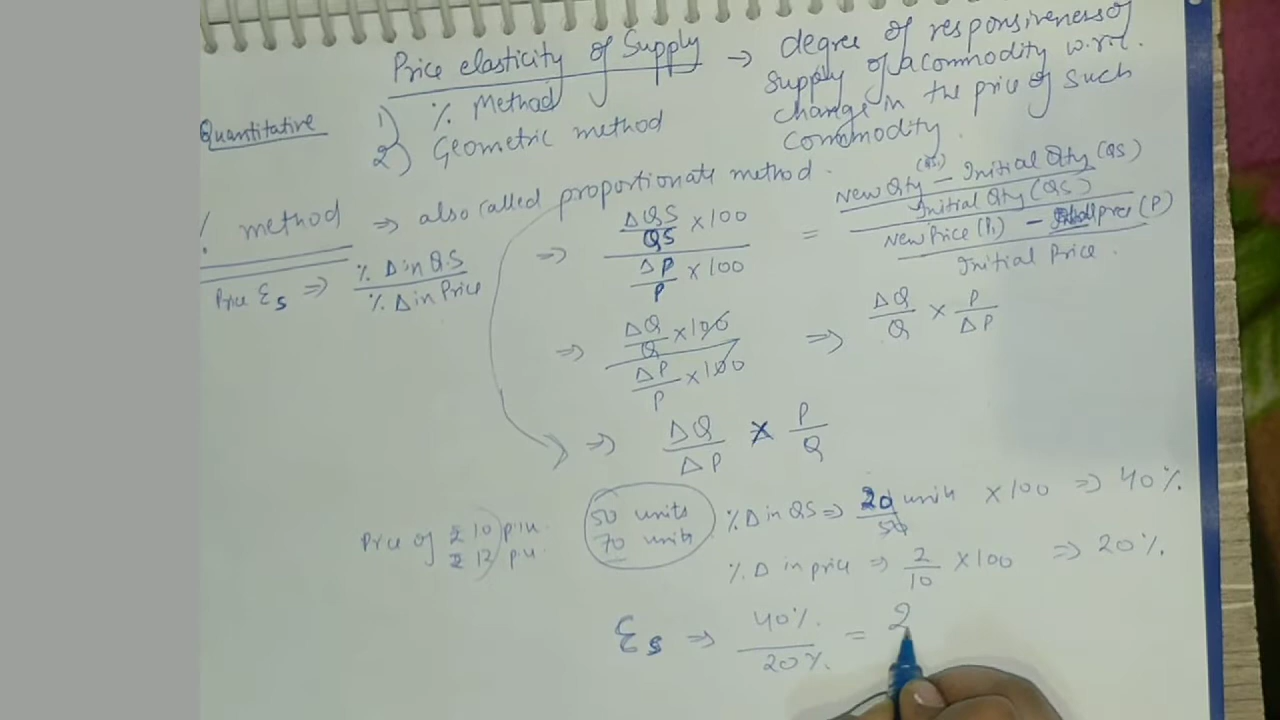 Price elasticity of Supply → degree of responsiveness of
supply of a commodity w.r.t.
change in the price of such
commodity.
Quantitative
1) % Method
2) Geometric method
% method ⇒ also called proportionate method.
Price Es ⇒ % Δ in QS / % Δ in Price
⇒ (ΔQS/QS × 100) / (ΔP/P × 100) = (New Qty (QS1) − Initial Qty (QS) / Initial Qty (QS)) / (New Price (P1) − Initial Price (P) / Initial Price).
⇒ (ΔQ/Q × 100) / (ΔP/P × 100) ⇒ ΔQ/Q × P/ΔP
⇒ ΔQ/ΔP × P/Q
Price of ₹ 10 p.u. 50 units
₹ 12 p.u. 70 units
% Δ in QS ⇒ 20 units/50 × 100 ⇒ 40%.
% Δ in price ⇒ 2/10 × 100 ⇒ 20%.
Es ⇒ 40%/20% = 2